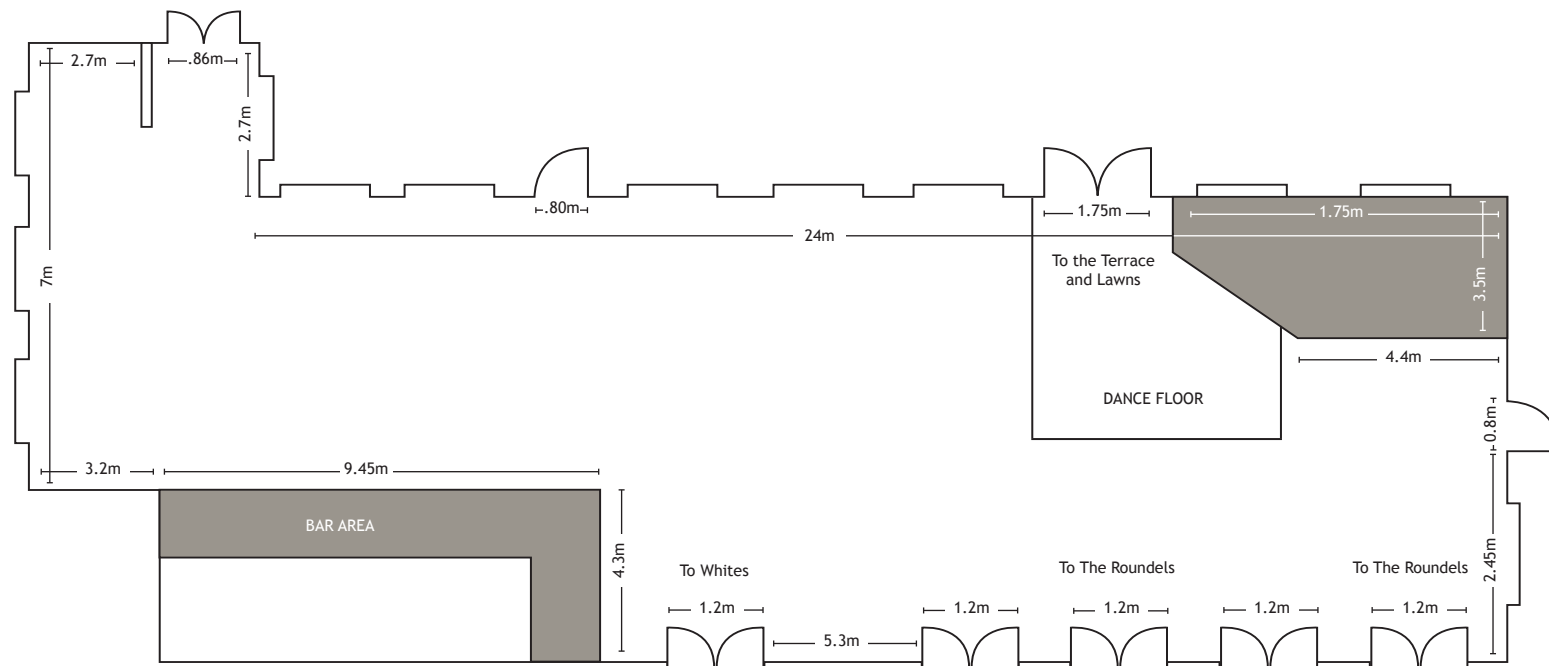 2.7m
.86m
2.7m
7m
.80m
1.75m
1.75m
24m
To the Terrace
and Lawns
3.5m
4.4m
DANCE FLOOR
0.8m
3.2m
9.45m
BAR AREA
4.3m
To Whites
To The Roundels
To The Roundels
2.45m
1.2m
1.2m
1.2m
1.2m
1.2m
5.3m